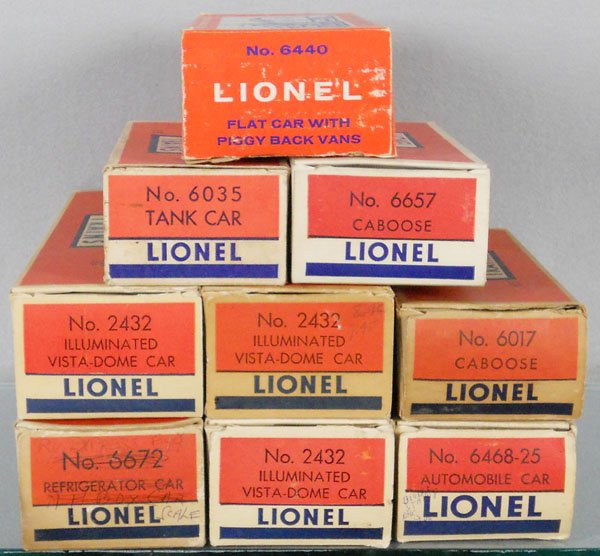 No. 6440
LIONEL
FLAT CAR WITH
PIGGY BACK VANS
No. 6035
TANK CAR
LIONEL
No. 6657
CABOOSE
LIONEL
No. 2432
ILLUMINATED
VISTA-DOME CAR
LIONEL
No. 2432
ILLUMINATED
VISTA-DOME CAR
LIONEL
No. 6017
CABOOSE
LIONEL
No. 6672
REFRIGERATOR CAR
LIONEL
No. 2432
ILLUMINATED
VISTA-DOME CAR
LIONEL
No. 6468-25
AUTOMOBILE CAR
LIONEL